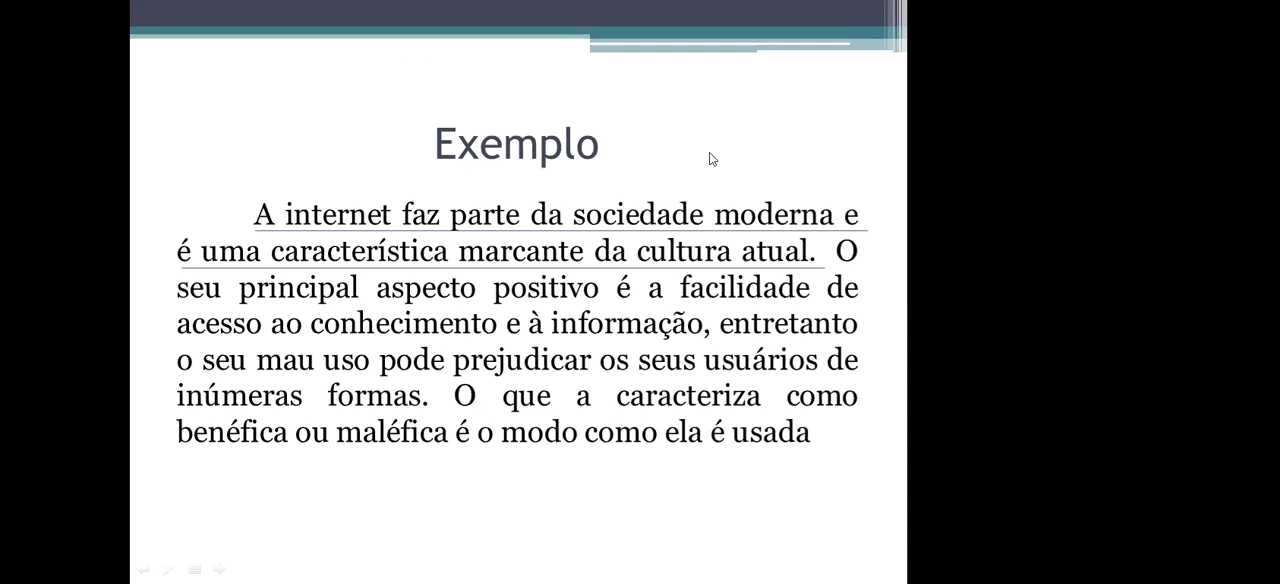 Exemplo
A internet faz parte da sociedade moderna e
é uma característica marcante da cultura atual. O
seu principal aspecto positivo é a facilidade de
acesso ao conhecimento e à informação, entretanto
o seu mau uso pode prejudicar os seus usuários de
inúmeras formas. O que a caracteriza como
benéfica ou maléfica é o modo como ela é usada